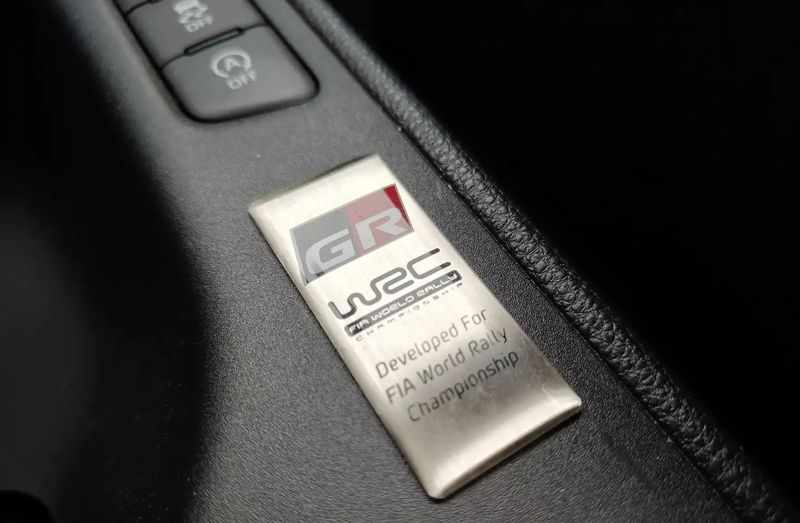 OFF
A
OFF
GR
WRC
FIA WORLD RALLY
CHAMPIONSHIP
Developed For
FIA World Rally
Championship